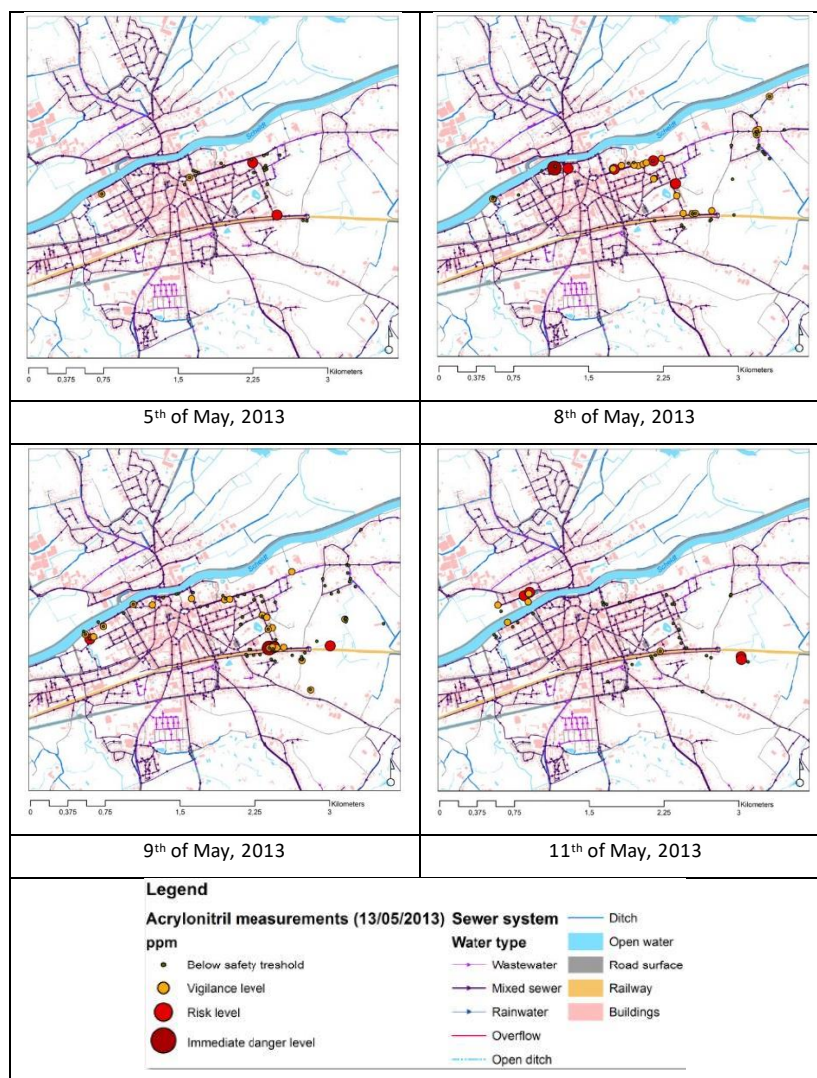 Schelde
0 0,375 0,75 1,5 2,25 3 Kilometers
Schelde
0 0,375 0,75 1,5 2,25 3 Kilometers
5th of May, 2013
8th of May, 2013
Schelde
0 0,375 0,75 1,5 2,25 3 Kilometers
Schelde
0 0,375 0,75 1,5 2,25 3 Kilometers
9th of May, 2013
11th of May, 2013
Legend
Acrylonitril measurements (13/05/2013)
ppm
Below safety treshold
Vigilance level
Risk level
Immediate danger level
Sewer system
Water type
Wastewater
Mixed sewer
Rainwater
Overflow
Open ditch
Ditch
Open water
Road surface
Railway
Buildings